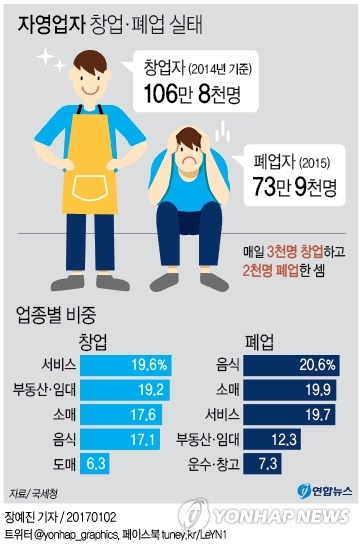 자영업자 창업·폐업 실태
창업자 (2014년 기준)
106만 8천명
폐업자 (2015)
73만 9천명
매일 3천명 창업하고
2천명 폐업한 셈
업종별 비중
창업
서비스 19.6%
부동산·임대 19.2
소매 17.6
음식 17.1
도매 6.3
폐업
음식 20.6%
소매 19.9
서비스 19.7
부동산·임대 12.3
운수·창고 7.3
자료/국세청
연합뉴스
YONHAP NEWS
장예진 기자 / 20170102
트위터 @yonhap_graphics, 페이스북 tuney.kr/LeYN1